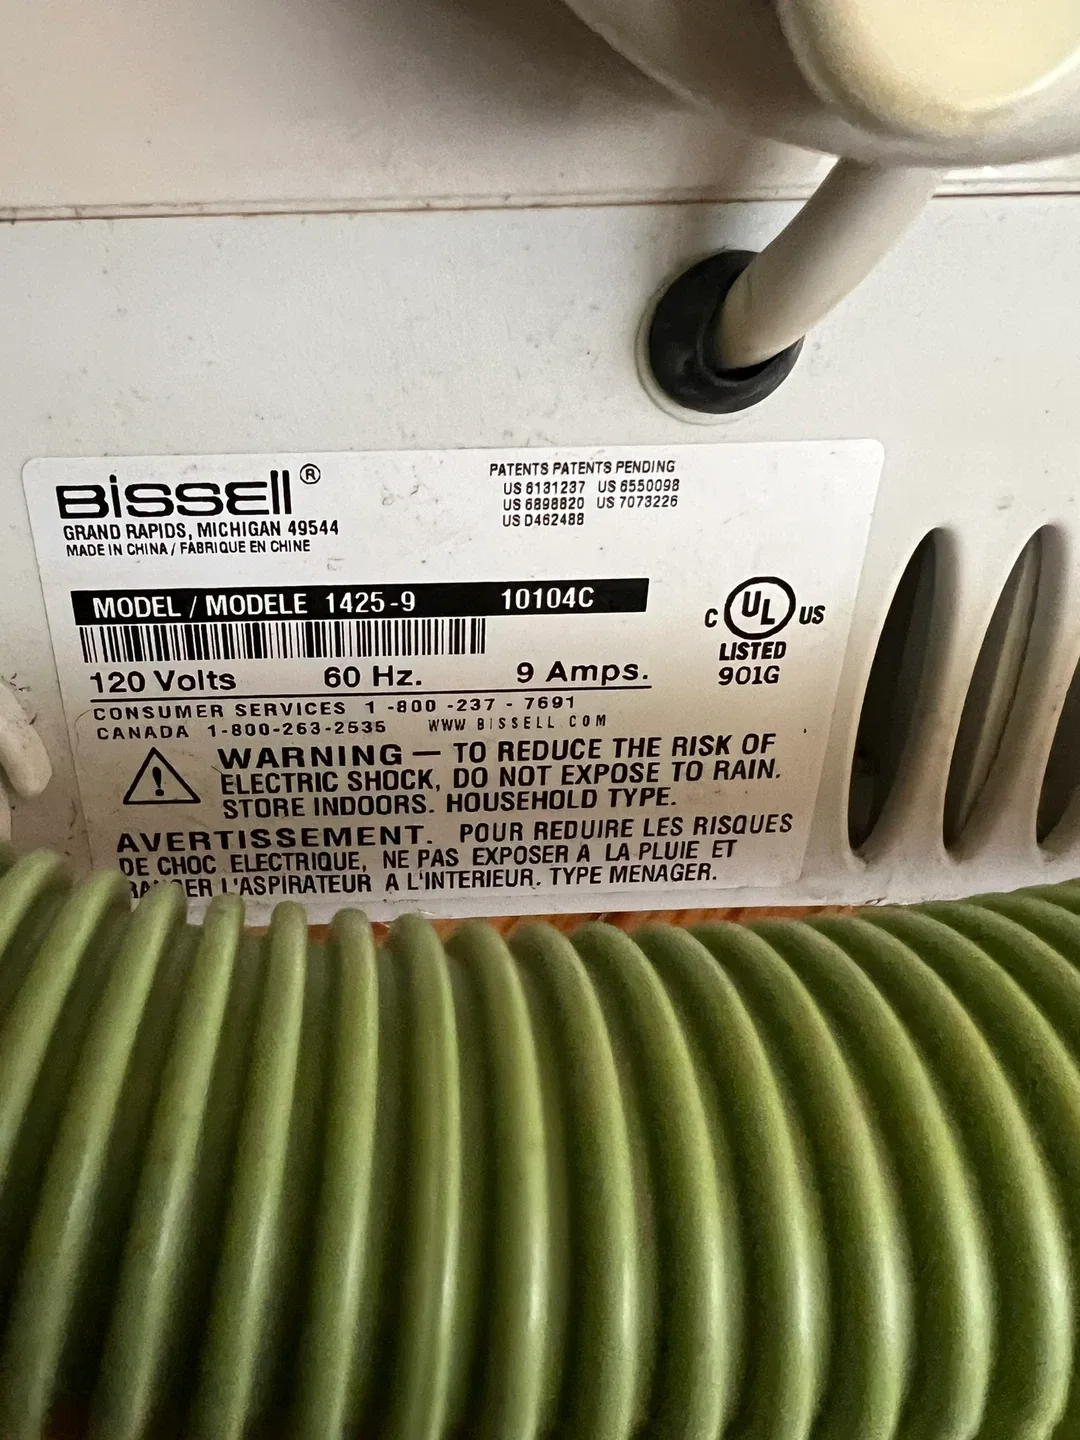 BISSELL®
GRAND RAPIDS, MICHIGAN 49544
MADE IN CHINA / FABRIQUE EN CHINE
PATENTS PATENTS PENDING
US 6131237 US 6550098
US 6898820 US 7073226
US D462488
MODEL / MODELE 1425-9 10104C
C UL US
LISTED
901G
120 Volts 60 Hz. 9 Amps.
CONSUMER SERVICES 1 -800 -237 - 7691
CANADA 1-800-263-2535 WWW BISSELL COM
WARNING — TO REDUCE THE RISK OF
ELECTRIC SHOCK, DO NOT EXPOSE TO RAIN.
STORE INDOORS. HOUSEHOLD TYPE.
AVERTISSEMENT. POUR REDUIRE LES RISQUES
DE CHOC ELECTRIQUE, NE PAS EXPOSER A LA PLUIE ET
L'ASPIRATEUR A L'INTERIEUR. TYPE MENAGER.